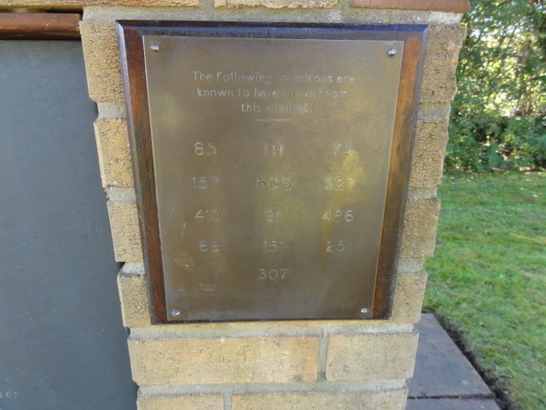 The Following squadrons are
known to have flown from
this airfield.
85 111 73
157 605 527
410 91 486
68 151 25
307